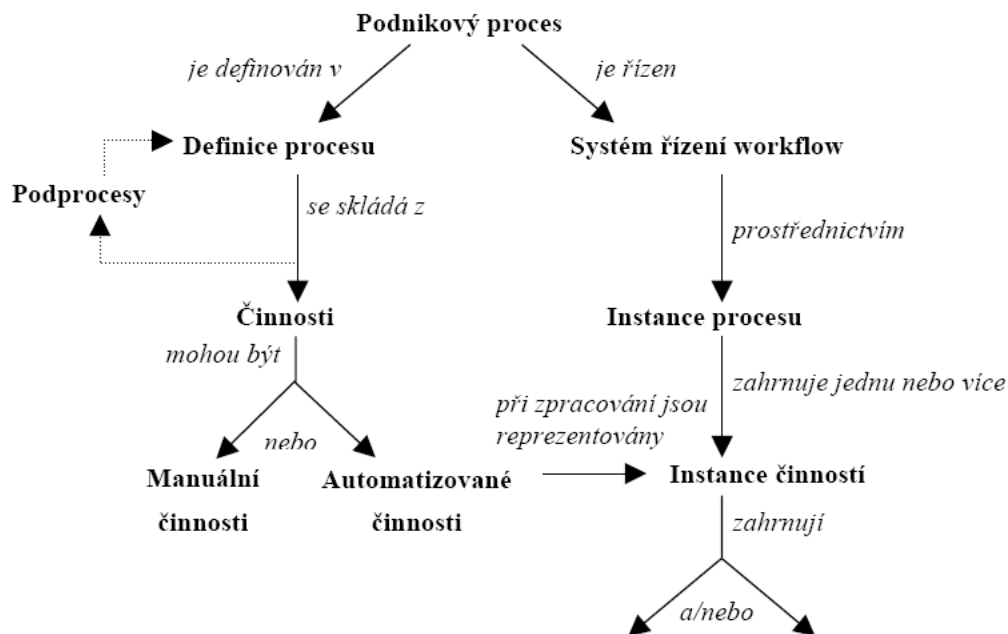 Podnikový proces
je definován v
je řízen
Definice procesu
Systém řízení workflow
Podprocesy
se skládá z
prostřednictvím
Činnosti
Instance procesu
mohou být
zahrnuje jednu nebo více
při zpracování jsou
reprezentovány
nebo
Manuální
činnosti
Automatizované
činnosti
Instance činností
zahrnují
a/nebo